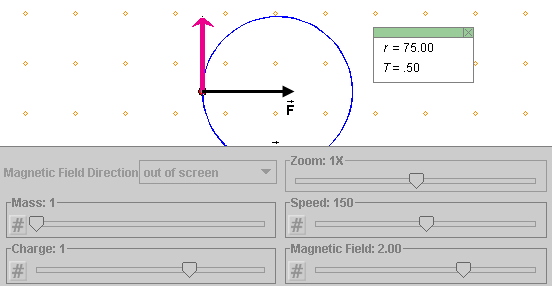 r = 75.00
T = .50
F
Magnetic Field Direction out of screen
Zoom: 1X
Mass: 1
#
Speed: 150
#
Charge: 1
#
Magnetic Field: 2.00
#